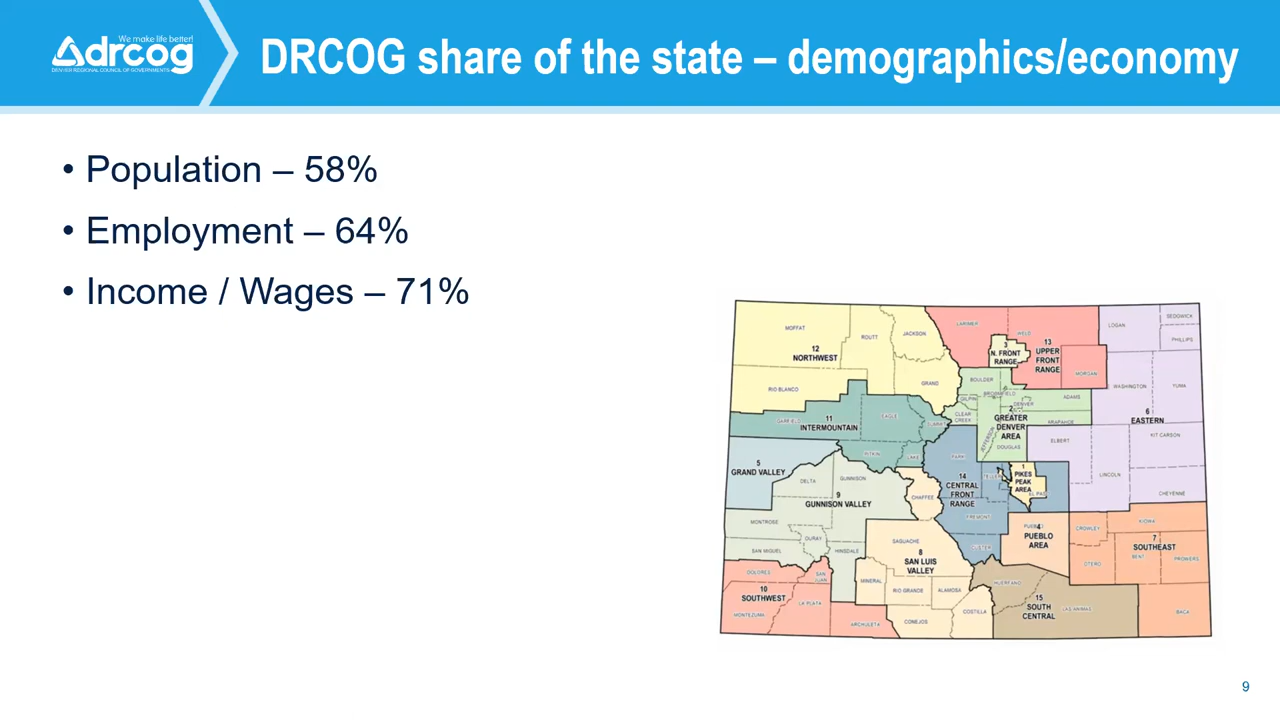 We make life better!
drcog
DENVER REGIONAL COUNCIL OF GOVERNMENTS
DRCOG share of the state – demographics/economy
• Population – 58%
• Employment – 64%
• Income / Wages – 71%
MOFFAT
ROUTT
JACKSON
LARIMER
WELD
LOGAN
SEDGWICK
PHILLIPS
12
NORTHWEST
3
N. FRONT
RANGE
13
UPPER
FRONT
RANGE
RIO BLANCO
GRAND
BOULDER
MORGAN
WASHINGTON
YUMA
GILPIN
BROOMFIELD
DENVER
ADAMS
CLEAR
CREEK
2
GREATER
DENVER
AREA
ARAPAHOE
JEFFERSON
DOUGLAS
6
EASTERN
GARFIELD
11
INTERMOUNTAIN
EAGLE
SUMMIT
PITKIN
LAKE
PARK
ELBERT
KIT CARSON
LINCOLN
CHEYENNE
5
GRAND VALLEY
DELTA
GUNNISON
9
GUNNISON VALLEY
CHAFFEE
14
CENTRAL
FRONT
RANGE
TELLER
1
PIKES
PEAK
AREA
EL PASO
FREMONT
CUSTER
MONTROSE
OURAY
SAN MIGUEL
HINSDALE
SAGUACHE
8
SAN LUIS
VALLEY
PUEBLO
4
PUEBLO
AREA
CROWLEY
KIOWA
7
SOUTHEAST
OTERO
BENT
PROWERS
DOLORES
SAN
JUAN
10
SOUTHWEST
LA PLATA
MONTEZUMA
ARCHULETA
MINERAL
RIO GRANDE
ALAMOSA
CONEJOS
COSTILLA
HUERFANO
15
SOUTH
CENTRAL
LAS ANIMAS
BACA
9